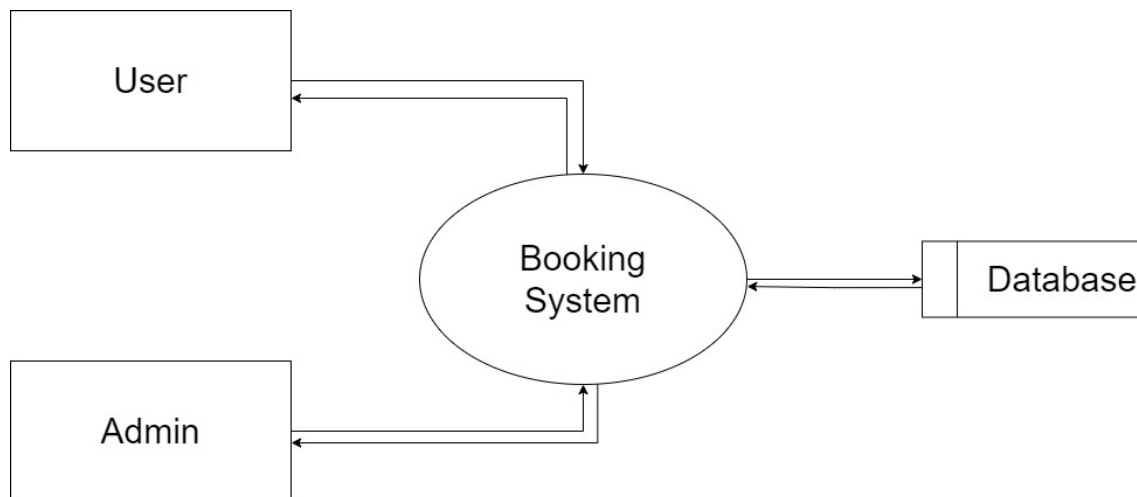 User
Booking
System
Database
Admin